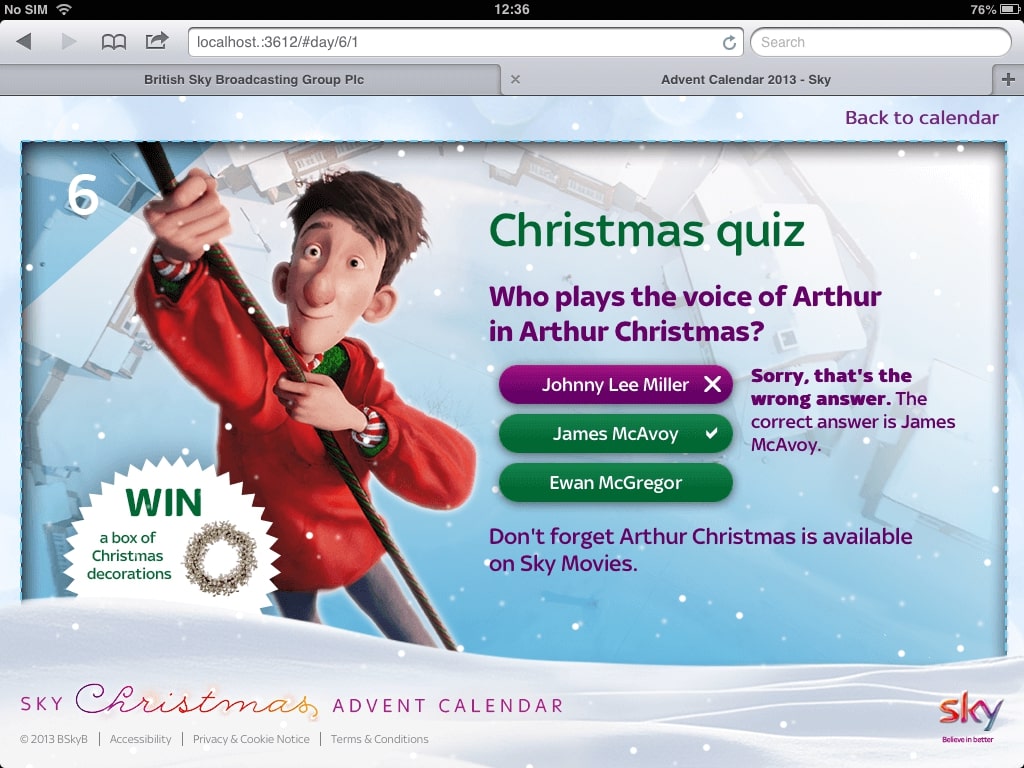 No SIM 12:36 76%
localhost.:3612/#day/6/1 Search
British Sky Broadcasting Group Plc Advent Calendar 2013 - Sky
Back to calendar
6
Christmas quiz
Who plays the voice of Arthur
in Arthur Christmas?
Johnny Lee Miller
James McAvoy
Ewan McGregor
Sorry, that's the
wrong answer. The
correct answer is James
McAvoy.
Don't forget Arthur Christmas is available
on Sky Movies.
WIN
a box of
Christmas
decorations
SKY Christmas ADVENT CALENDAR
© 2013 BSkyB | Accessibility | Privacy & Cookie Notice | Terms & Conditions
sky
Believe in better